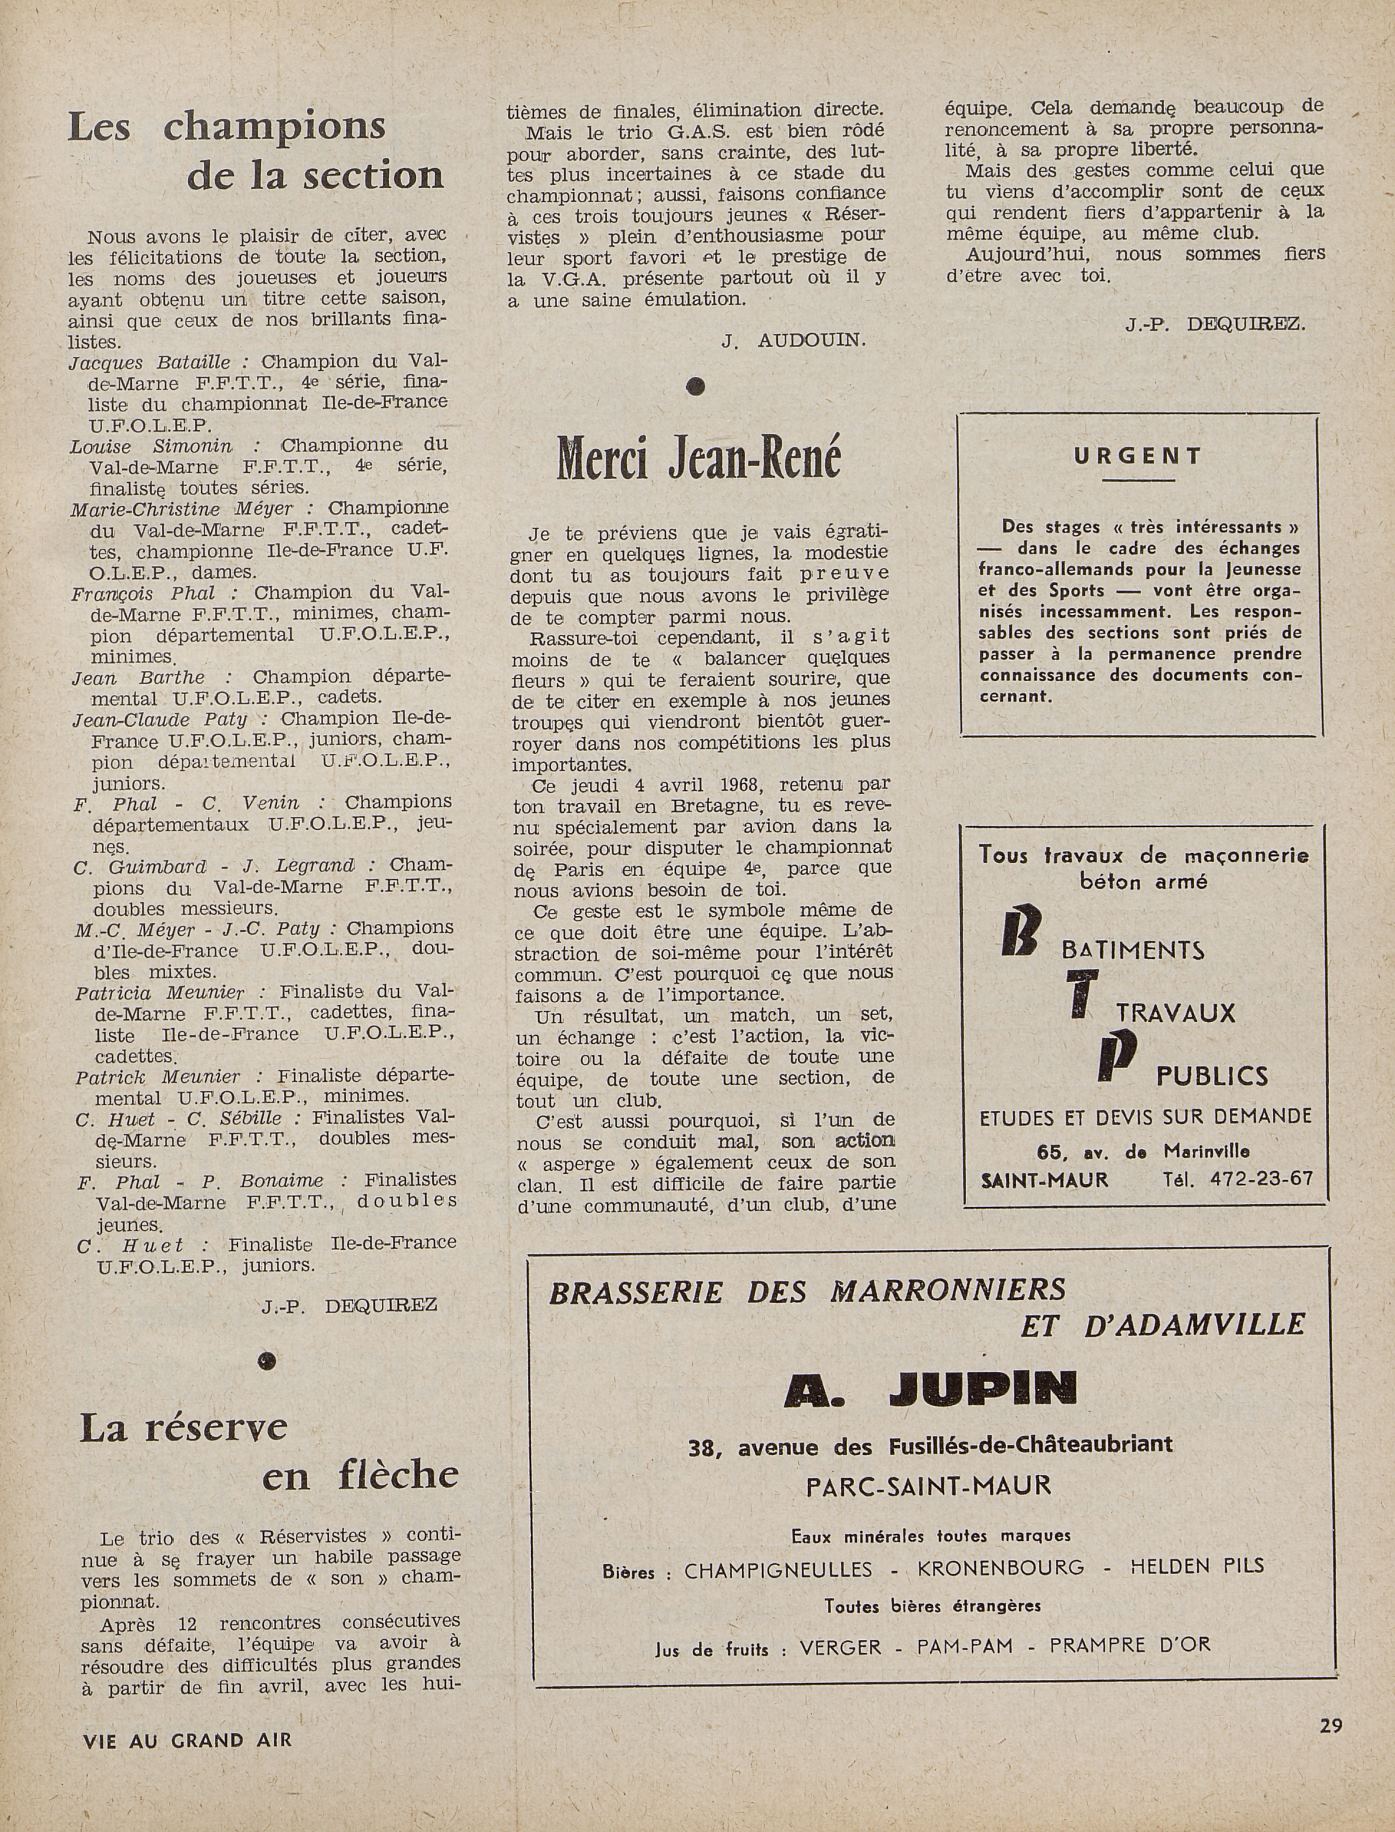 Les champions
de la section
Nous avons le plaisir de citer, avec
les félicitations de toute la section,
les noms des joueuses et joueurs
ayant obtenu un titre cette saison,
ainsi que ceux de nos brillants fina-
listes.
Jacques Bataille : Champion du Val-
de-Marne F.F.T.T., 4e série, fina-
liste du championnat Ile-de-France
U.F.O.L.E.P.
Louise Simonin : Championne du
Val-de-Marne F.F.T.T., 4e série,
finaliste toutes séries.
Marie-Christine Méyer : Championne
du Val-de-Marne F.F.T.T., cadet-
tes, championne Ile-de-France U.F.
O.L.E.P., dames.
François Phal : Champion du Val-
de-Marne F.F.T.T., minimes, cham-
pion départemental U.F.O.L.E.P.,
minimes.
Jean Barthe : Champion départe-
mental U.F.O.L.E.P., cadets.
Jean-Claude Paty : Champion Ile-de-
France U.F.O.L.E.P., juniors, cham-
pion départemental U.F.O.L.E.P.,
juniors.
F. Phal - C. Venin : Champions
départementaux U.F.O.L.E.P., jeu-
nes.
C. Guimbard - J. Legrand : Cham-
pions du Val-de-Marne F.F.T.T.,
doubles messieurs.
M.-C. Méyer - J.-C. Paty : Champions
d'Ile-de-France U.F.O.L.E.P., dou-
bles mixtes.
Patricia Meunier : Finaliste du Val-
de-Marne F.F.T.T., cadettes, fina-
liste Ile-de-France U.F.O.L.E.P.,
cadettes.
Patrick Meunier : Finaliste départe-
mental U.F.O.L.E.P., minimes.
C. Huet - C. Sébille : Finalistes Val-
de-Marne F.F.T.T., doubles mes-
sieurs.
F. Phal - P. Bonaime : Finalistes
Val-de-Marne F.F.T.T., doubles
jeunes.
C. Huet : Finaliste Ile-de-France
U.F.O.L.E.P., juniors.
J.-P. DEQUIREZ
●
La réserve
en flèche
Le trio des « Réservistes » conti-
nue à se frayer un habile passage
vers les sommets de « son » cham-
pionnat.
Après 12 rencontres consécutives
sans défaite, l'équipe va avoir à
résoudre des difficultés plus grandes
à partir de fin avril, avec les hui-
tièmes de finales, élimination directe.
Mais le trio G.A.S. est bien rôdé
pour aborder, sans crainte, des lut-
tes plus incertaines à ce stade du
championnat ; aussi, faisons confiance
à ces trois toujours jeunes « Réser-
vistes » plein d'enthousiasme pour
leur sport favori et le prestige de
la V.G.A. présente partout où il y
a une saine émulation.
J. AUDOUIN.
●
Merci Jean-René
Je te préviens que je vais égrati-
gner en quelques lignes, la modestie
dont tu as toujours fait preuve
depuis que nous avons le privilège
de te compter parmi nous.
Rassure-toi cependant, il s'agit
moins de te « balancer quelques
fleurs » qui te feraient sourire, que
de te citer en exemple à nos jeunes
troupes qui viendront bientôt guer-
royer dans nos compétitions les plus
importantes.
Ce jeudi 4 avril 1968, retenu par
ton travail en Bretagne, tu es reve-
nu spécialement par avion dans la
soirée, pour disputer le championnat
de Paris en équipe 4e, parce que
nous avions besoin de toi.
Ce geste est le symbole même de
ce que doit être une équipe. L'ab-
straction de soi-même pour l'intérêt
commun. C'est pourquoi ce que nous
faisons a de l'importance.
Un résultat, un match, un set,
un échange : c'est l'action, la vic-
toire ou la défaite de toute une
équipe, de toute une section, de
tout un club.
C'est aussi pourquoi, si l'un de
nous se conduit mal, son action
« asperge » également ceux de son
clan. Il est difficile de faire partie
d'une communauté, d'un club, d'une
équipe. Cela demande beaucoup de
renoncement à sa propre personna-
lité, à sa propre liberté.
Mais des gestes comme celui que
tu viens d'accomplir sont de ceux
qui rendent fiers d'appartenir à la
même équipe, au même club.
Aujourd'hui, nous sommes fiers
d'être avec toi.
J.-P. DEQUIREZ.
URGENT
Des stages « très intéressants »
— dans le cadre des échanges
franco-allemands pour la Jeunesse
et des Sports — vont être orga-
nisés incessamment. Les respon-
sables des sections sont priés de
passer à la permanence prendre
connaissance des documents con-
cernant.
Tous travaux de maçonnerie
béton armé
B BATIMENTS
T TRAVAUX
P PUBLICS
ETUDES ET DEVIS SUR DEMANDE
65, av. de Marinville
SAINT-MAUR Tél. 472-23-67
BRASSERIE DES MARRONNIERS
ET D'ADAMVILLE
A. JUPIN
38, avenue des Fusillés-de-Châteaubriant
PARC-SAINT-MAUR
Eaux minérales toutes marques
Bières : CHAMPIGNEULLES - KRONENBOURG - HELDEN PILS
Toutes bières étrangères
Jus de fruits : VERGER - PAM-PAM - PRAMPRE D'OR
VIE AU GRAND AIR
29